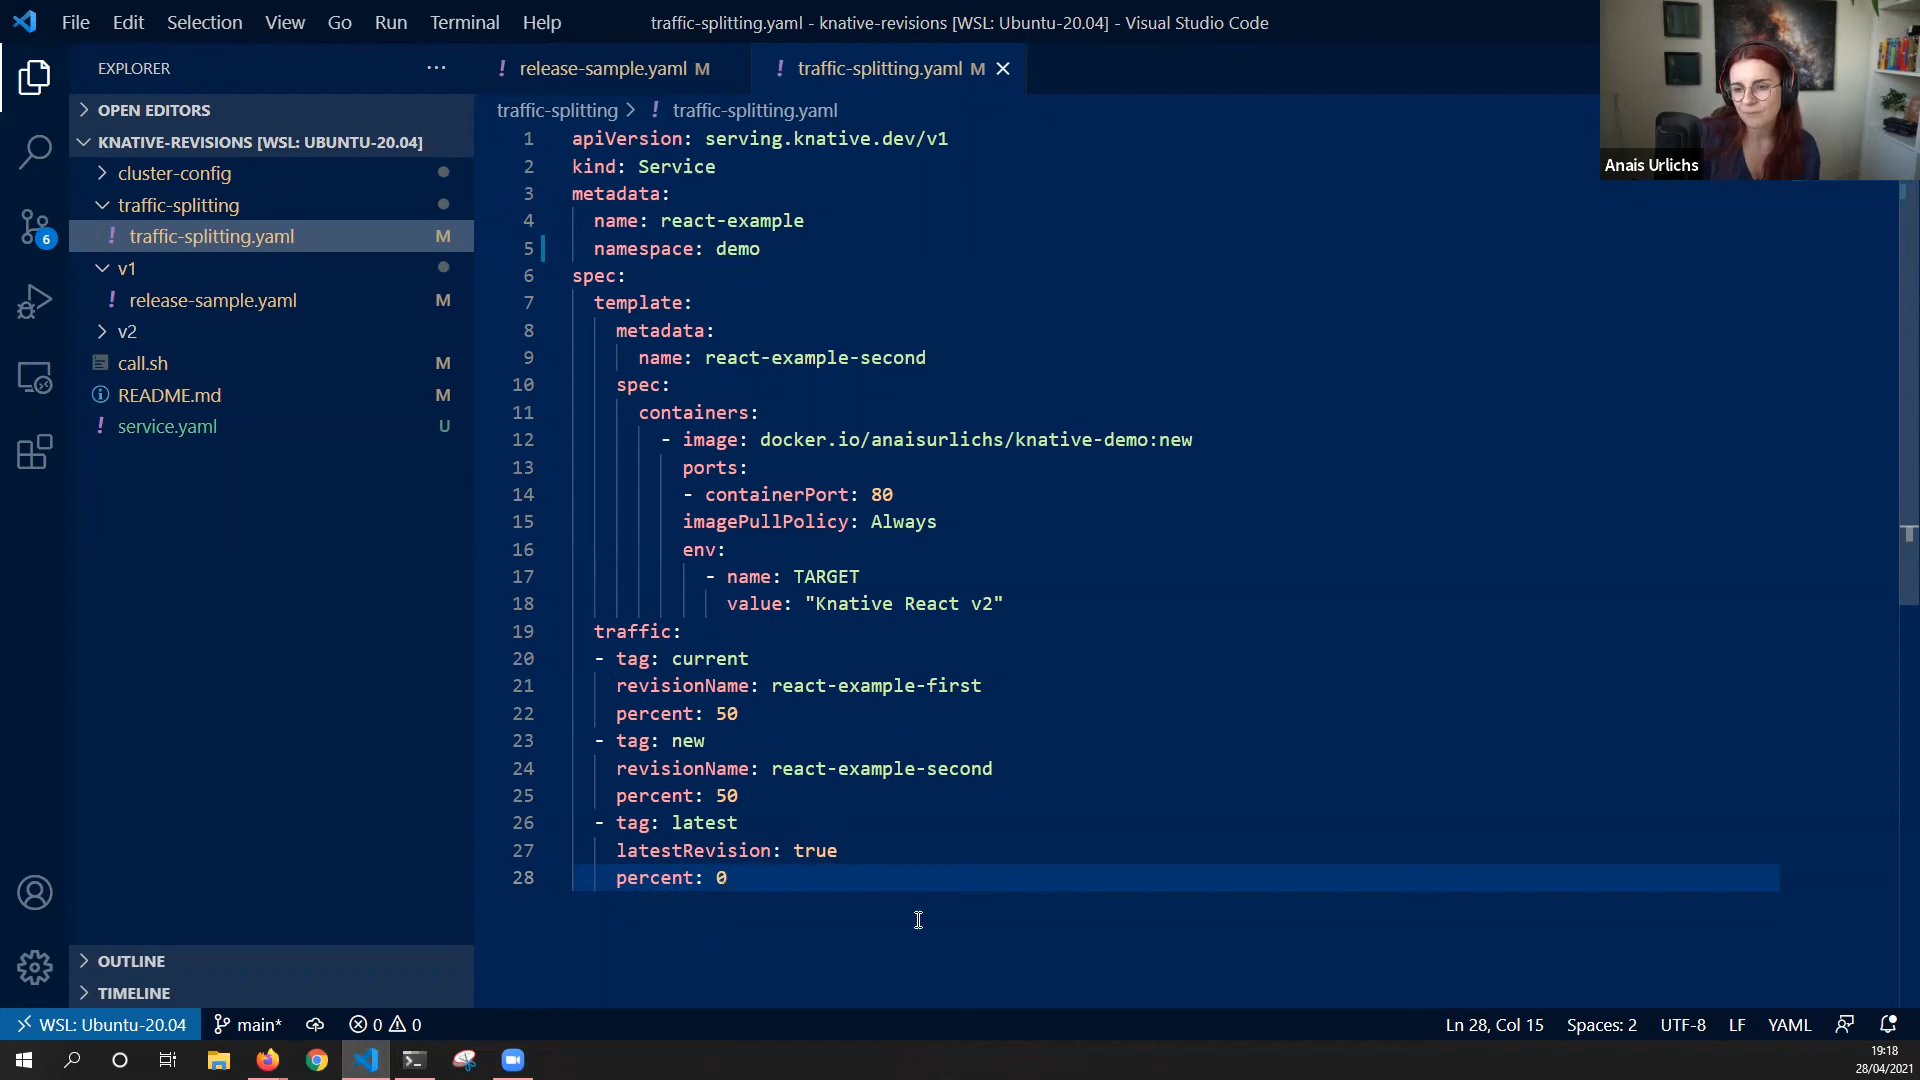 File Edit Selection View Go Run Terminal Help
traffic-splitting.yaml - knative-revisions [WSL: Ubuntu-20.04] - Visual Studio Code
EXPLORER
OPEN EDITORS
KNATIVE-REVISIONS [WSL: UBUNTU-20.04]
cluster-config
traffic-splitting
! traffic-splitting.yaml M
v1
! release-sample.yaml M
v2
call.sh M
README.md M
! service.yaml U
OUTLINE
TIMELINE
6
! release-sample.yaml M
! traffic-splitting.yaml M
traffic-splitting > ! traffic-splitting.yaml
1 apiVersion: serving.knative.dev/v1
2 kind: Service
3 metadata:
4 name: react-example
5 namespace: demo
6 spec:
7 template:
8 metadata:
9 name: react-example-second
10 spec:
11 containers:
12 - image: docker.io/anaisurlichs/knative-demo:new
13 ports:
14 - containerPort: 80
15 imagePullPolicy: Always
16 env:
17 - name: TARGET
18 value: "Knative React v2"
19 traffic:
20 - tag: current
21 revisionName: react-example-first
22 percent: 50
23 - tag: new
24 revisionName: react-example-second
25 percent: 50
26 - tag: latest
27 latestRevision: true
28 percent: 0
Anais Urlichs
WSL: Ubuntu-20.04 main* 0 0
Ln 28, Col 15 Spaces: 2 UTF-8 LF YAML
19:18
28/04/2021